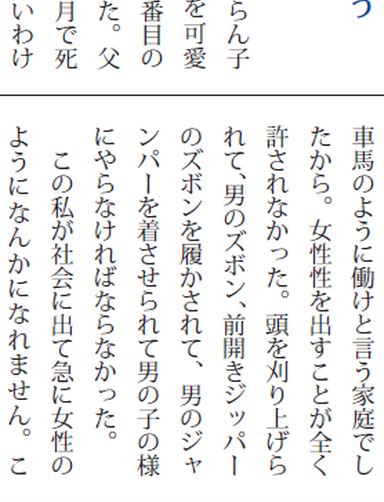 う
らん子
を可愛
番目の
た。父
月で死
いわけ
車馬のように働けと言う家庭でし
たから。女性性を出すことが全く
許されなかった。頭を刈り上げら
れて、男のズボン、前開きジッパー
のズボンを履かされて、男のジャ
ンパーを着させられて男の子の様
にやらなければならなかった。
この私が社会に出て急に女性の
ようになんかになれません。こ